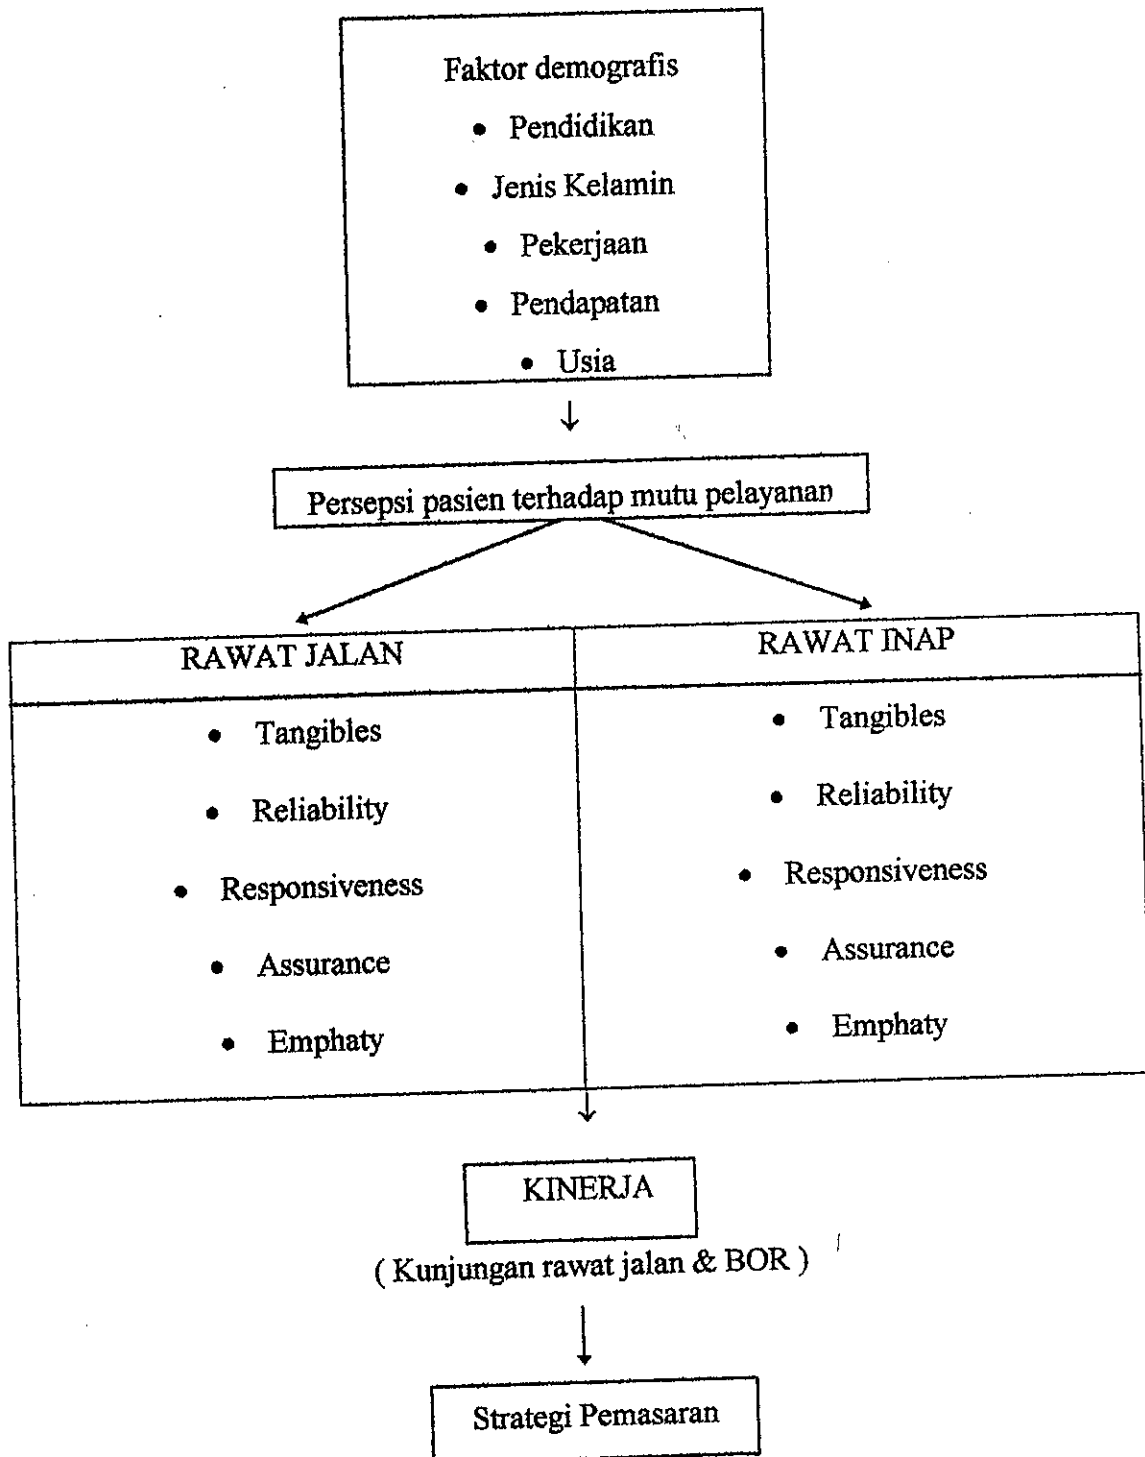 Faktor demografis
• Pendidikan
• Jenis Kelamin
• Pekerjaan
• Pendapatan
• Usia
Persepsi pasien terhadap mutu pelayanan
RAWAT JALAN
• Tangibles
• Reliability
• Responsiveness
• Assurance
• Emphaty
RAWAT INAP
• Tangibles
• Reliability
• Responsiveness
• Assurance
• Emphaty
KINERJA
( Kunjungan rawat jalan & BOR )
Strategi Pemasaran